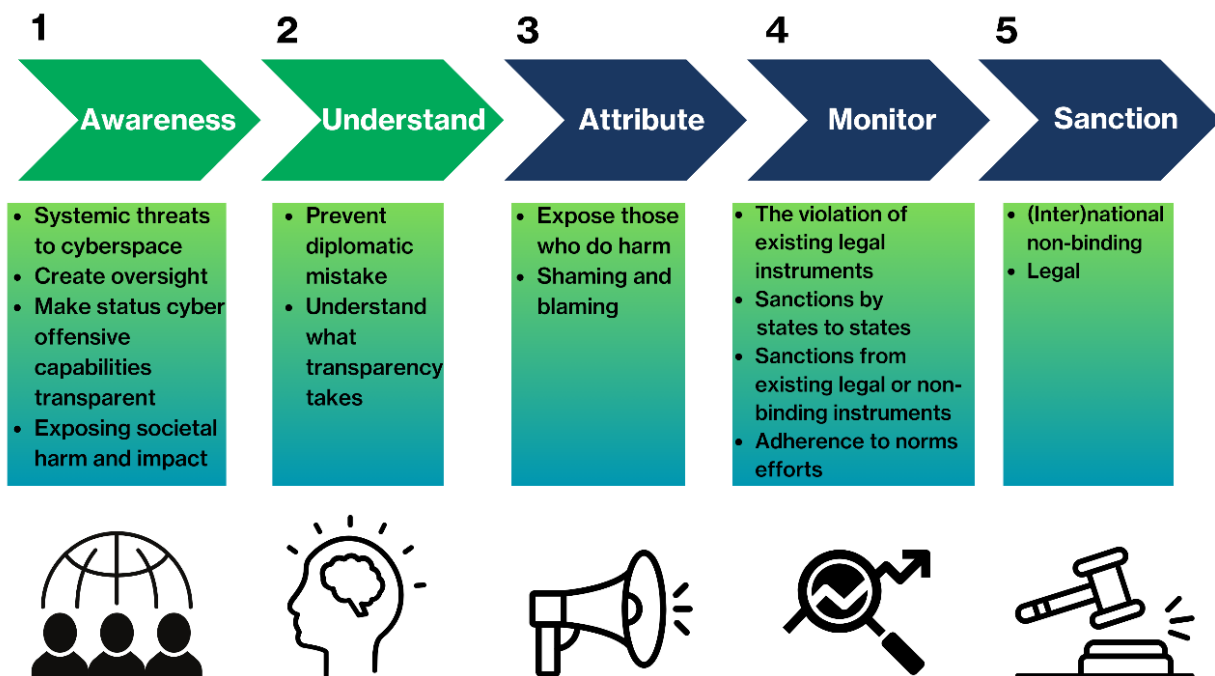 1
2
3
4
5
Awareness
Understand
Attribute
Monitor
Sanction
• Systemic threats
to cyberspace
• Create oversight
• Make status cyber
offensive
capabilities
transparent
• Exposing societal
harm and impact
• Prevent
diplomatic
mistake
• Understand
what
transparency
takes
• Expose those
who do harm
• Shaming and
blaming
• The violation of
existing legal
instruments
• Sanctions by
states to states
• Sanctions from
existing legal or non-
binding instruments
• Adherence to norms
efforts
• (Inter)national
non-binding
• Legal